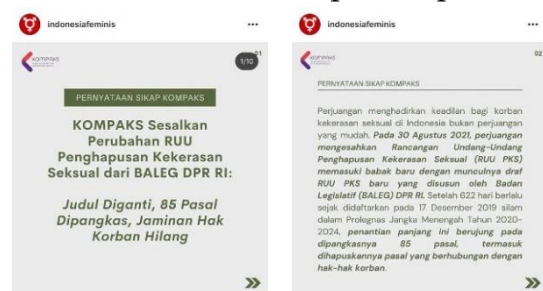 indonesiafeminis
KOMPAKS
01
1/10
PERNYATAAN SIKAP KOMPAKS
KOMPAKS Sesalkan
Perubahan RUU
Penghapusan Kekerasan
Seksual dari BALEG DPR RI:
Judul Diganti, 85 Pasal
Dipangkas, Jaminan Hak
Korban Hilang
indonesiafeminis
KOMPAKS
02
PERNYATAAN SIKAP KOMPAKS
Perjuangan menghadirkan keadilan bagi korban
kekerasan seksual di Indonesia bukan perjuangan
yang mudah. Pada 30 Agustus 2021, perjuangan
mengesahkan Rancangan Undang-Undang
Penghapusan Kekerasan Seksual (RUU PKS)
memasuki babak baru dengan munculnya draf
RUU PKS baru yang disusun oleh Badan
Legislatif (BALEG) DPR RI. Setelah 622 hari berlalu
sejak didaftarkan pada 17 Desember 2019 silam
dalam Prolegnas Jangka Menengah Tahun 2020-
2024, penantian panjang ini berujung pada
dipangkasnya 85 pasal, termasuk
dihapuskannya pasal yang berhubungan dengan
hak-hak korban.